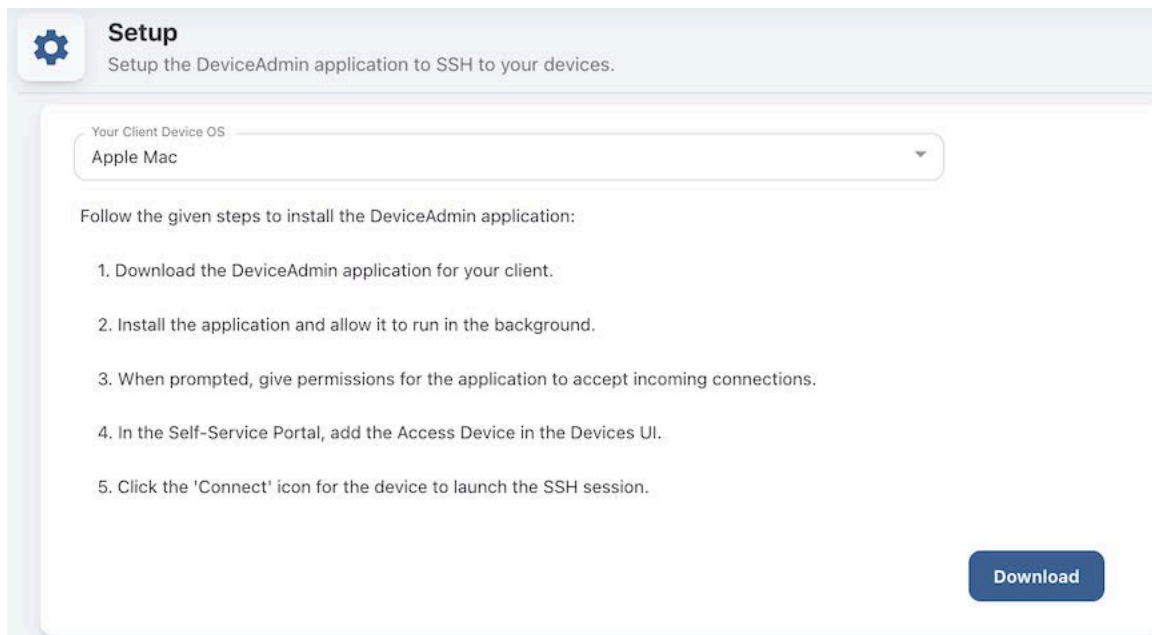 Setup
Setup the DeviceAdmin application to SSH to your devices.
Your Client Device OS
Apple Mac
Follow the given steps to install the DeviceAdmin application:
1. Download the DeviceAdmin application for your client.
2. Install the application and allow it to run in the background.
3. When prompted, give permissions for the application to accept incoming connections.
4. In the Self-Service Portal, add the Access Device in the Devices UI.
5. Click the 'Connect' icon for the device to launch the SSH session.
Download